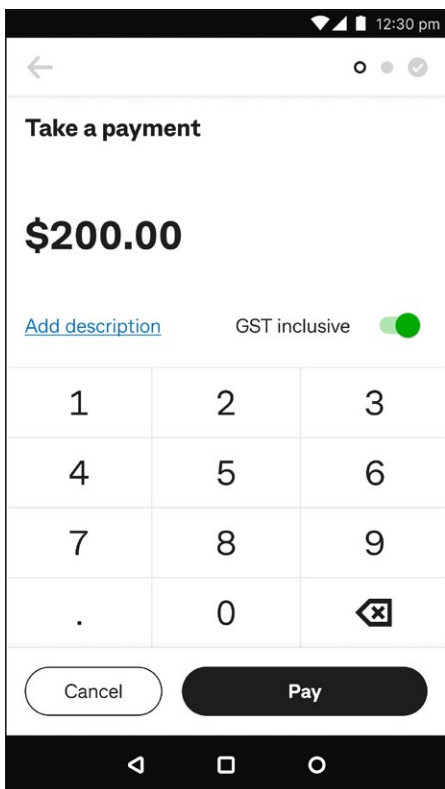 12:30 pm
Take a payment
$200.00
Add description GST inclusive
1 2 3
4 5 6
7 8 9
. 0
Cancel Pay